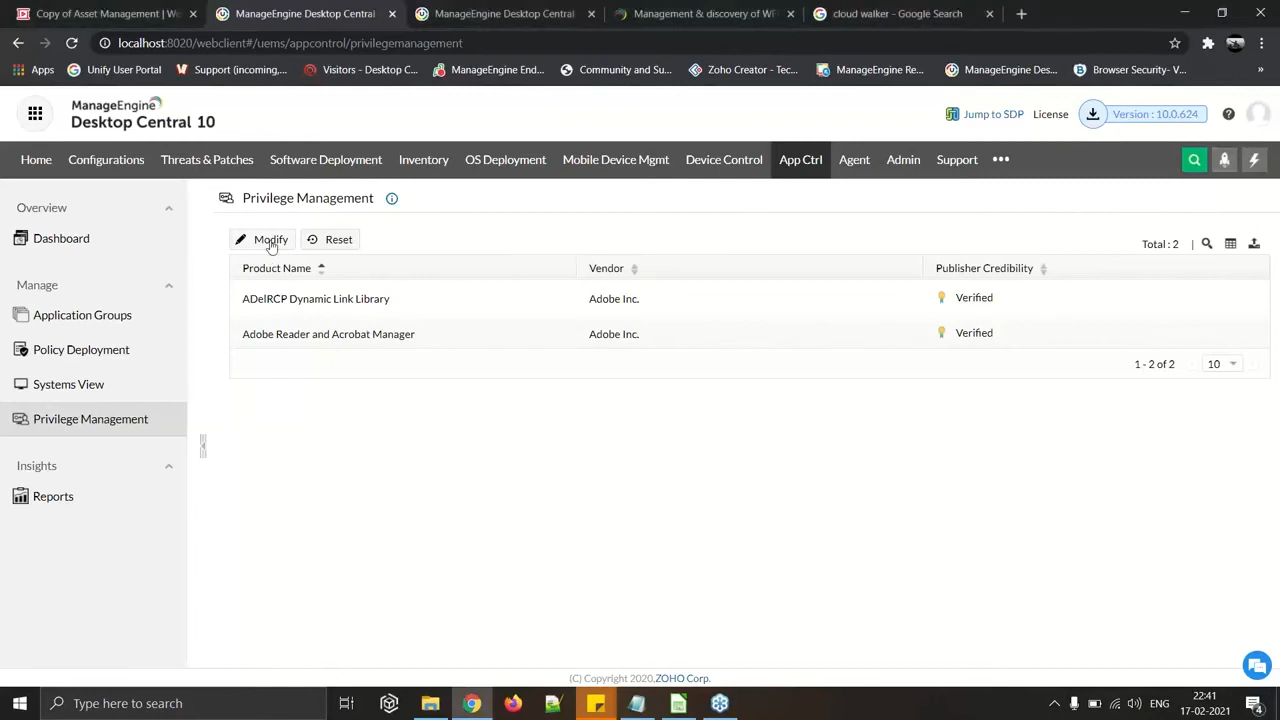 Copy of Asset Management | We
ManageEngine Desktop Central
ManageEngine Desktop Central
Management & discovery of WF
cloud walker - Google Search
localhost:8020/webclient#/uems/appcontrol/privilegemanagement
Apps
Unify User Portal
Support (incoming,...
Visitors - Desktop C...
ManageEngine End...
Community and Su...
Zoho Creator - Tec...
ManageEngine Re...
ManageEngine Des...
Browser Security- V...
»
ManageEngine
Desktop Central 10
Jump to SDP
License
Version : 10.0.624
Home
Configurations
Threats & Patches
Software Deployment
Inventory
OS Deployment
Mobile Device Mgmt
Device Control
App Ctrl
Agent
Admin
Support
Overview
Dashboard
Manage
Application Groups
Policy Deployment
Systems View
Privilege Management
Insights
Reports
Privilege Management
Modify
Reset
Total : 2 |
Product Name
Vendor
Publisher Credibility
ADelRCP Dynamic Link Library
Adobe Inc.
Verified
Adobe Reader and Acrobat Manager
Adobe Inc.
Verified
1 - 2 of 2
10
(C) Copyright 2020,ZOHO Corp.
Type here to search
ENG
22:41
17-02-2021
4